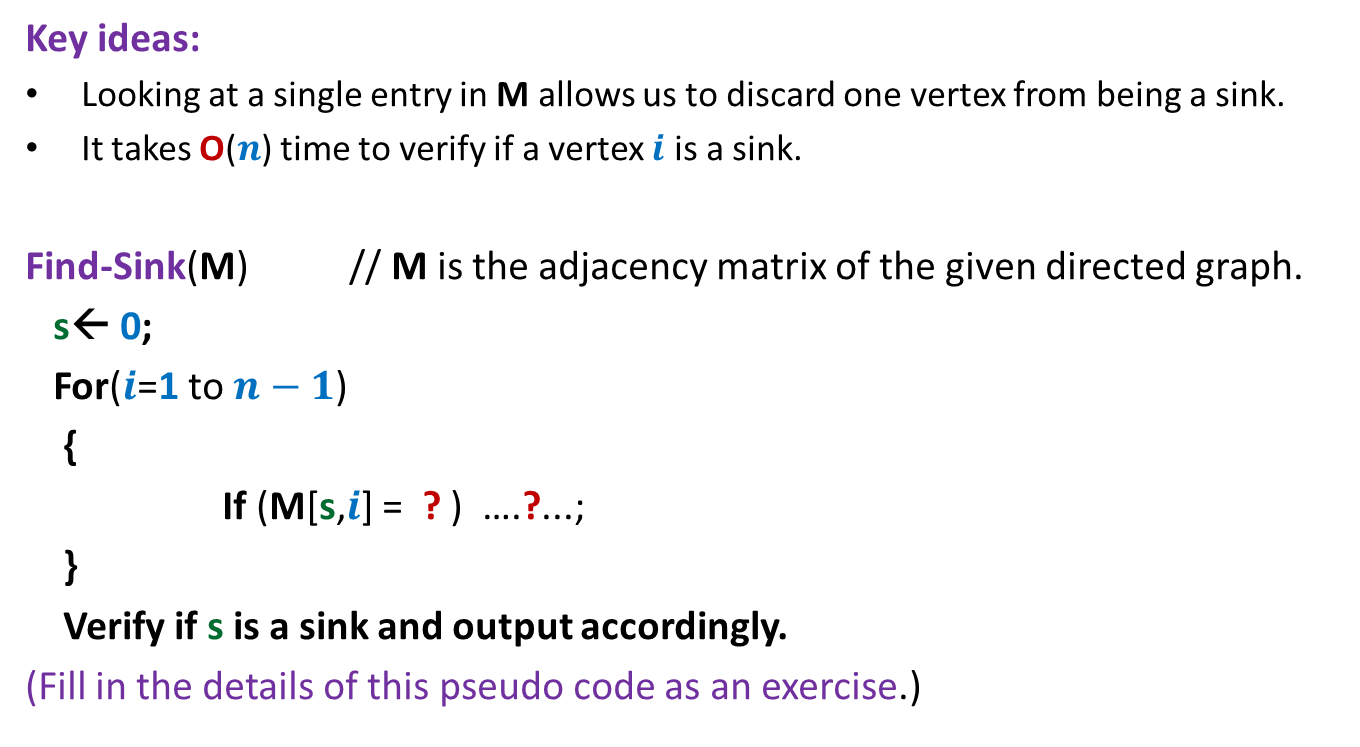 Key ideas:
• Looking at a single entry in M allows us to discard one vertex from being a sink.
• It takes O(n) time to verify if a vertex i is a sink.
Find-Sink(M) // M is the adjacency matrix of the given directed graph.
s← 0;
For(i=1 to n − 1)
{
If (M[s,i] = ? ) ....?...;
}
Verify if s is a sink and output accordingly.
(Fill in the details of this pseudo code as an exercise.)